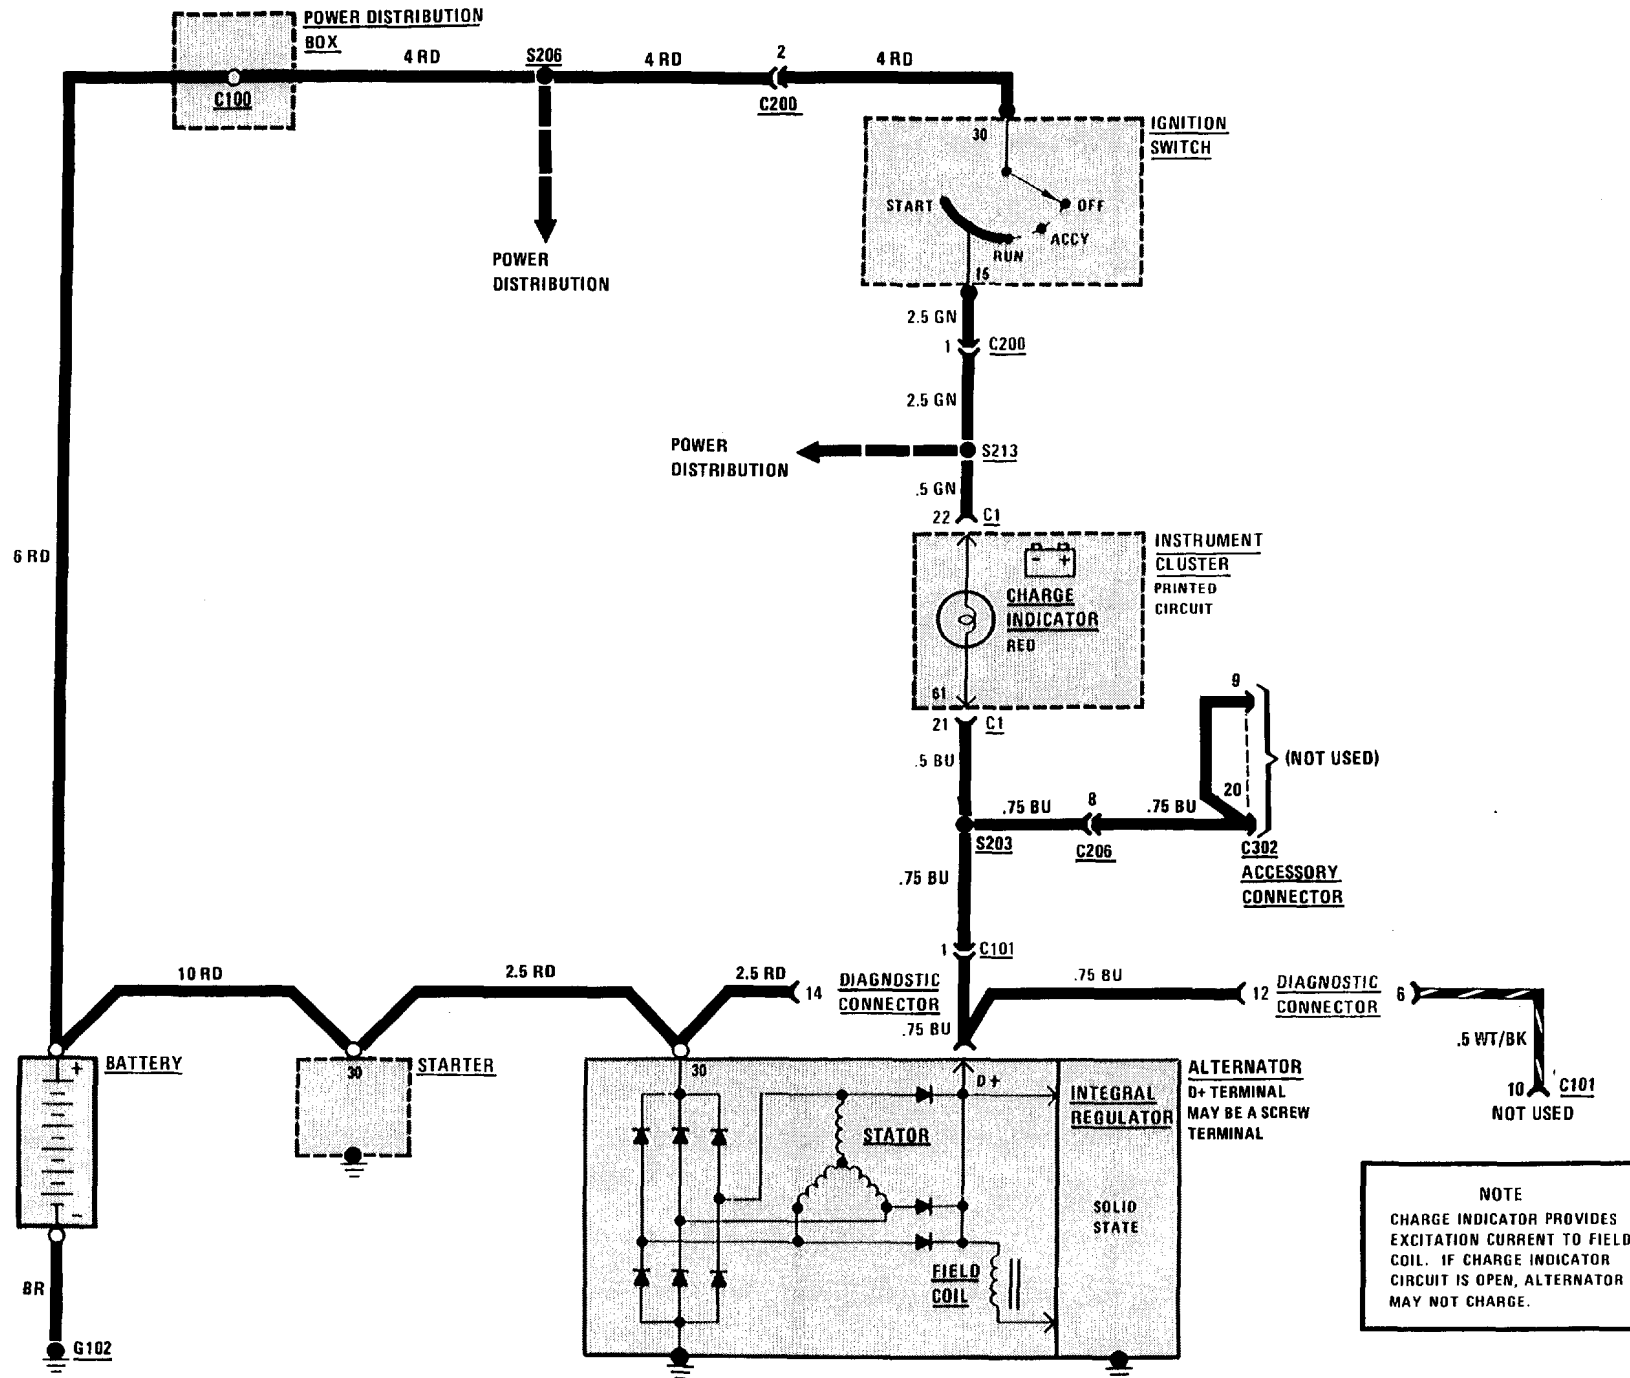 POWER DISTRIBUTION
BOX
4 RD
S206
4 RD
2
4 RD
C100
C200
30
IGNITION
SWITCH
START
OFF
ACCY
RUN
15
POWER
DISTRIBUTION
2.5 GN
1
C200
2.5 GN
POWER
DISTRIBUTION
S213
.5 GN
22
C1
6 RD
- +
CHARGE
INDICATOR
RED
INSTRUMENT
CLUSTER
PRINTED
CIRCUIT
61
21
C1
.5 BU
9
(NOT USED)
20
.75 BU
8
.75 BU
S203
C206
C302
ACCESSORY
CONNECTOR
.75 BU
1
C101
10 RD
2.5 RD
2.5 RD
14
DIAGNOSTIC
CONNECTOR
.75 BU
.75 BU
12
DIAGNOSTIC
CONNECTOR
6
.5 WT/BK
10
C101
NOT USED
+
BATTERY
-
30
STARTER
30
D+
INTEGRAL
REGULATOR
ALTERNATOR
D+ TERMINAL
MAY BE A SCREW
TERMINAL
STATOR
SOLID
STATE
FIELD
COIL
BR
G102
NOTE
CHARGE INDICATOR PROVIDES
EXCITATION CURRENT TO FIELD
COIL. IF CHARGE INDICATOR
CIRCUIT IS OPEN, ALTERNATOR
MAY NOT CHARGE.